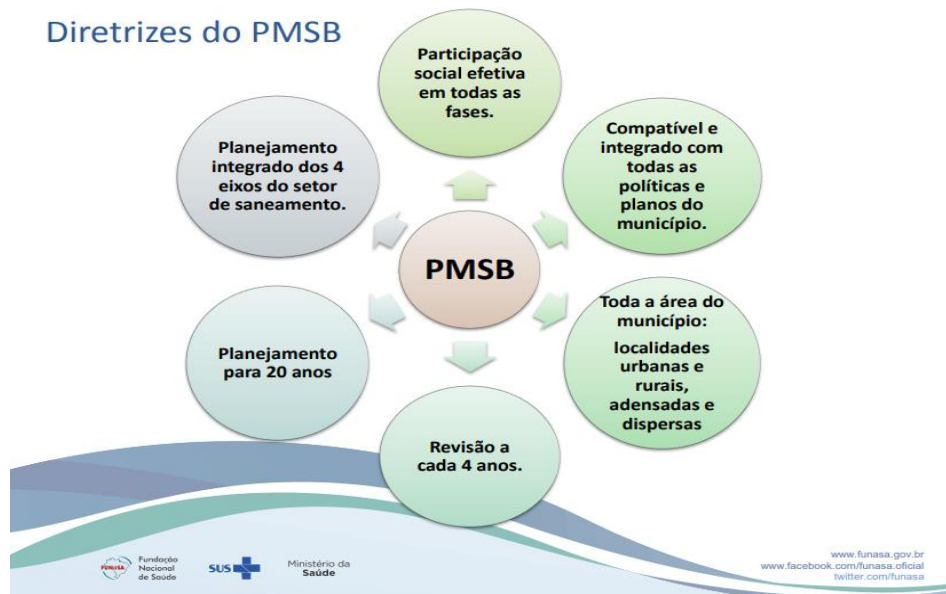 Diretrizes do PMSB
Participação
social efetiva
em todas as
fases.
Compatível e
integrado com
todas as
políticas e
planos do
município.
Toda a área do
município:
localidades
urbanas e
rurais,
adensadas e
dispersas
Revisão a
cada 4 anos.
Planejamento
para 20 anos
Planejamento
integrado dos 4
eixos do setor
de saneamento.
PMSB
FUNASA
Fundação
Nacional
de Saúde
SUS
Ministério da
Saúde
www.funasa.gov.br
www.facebook.com/funasa.oficial
twitter.com/funasa